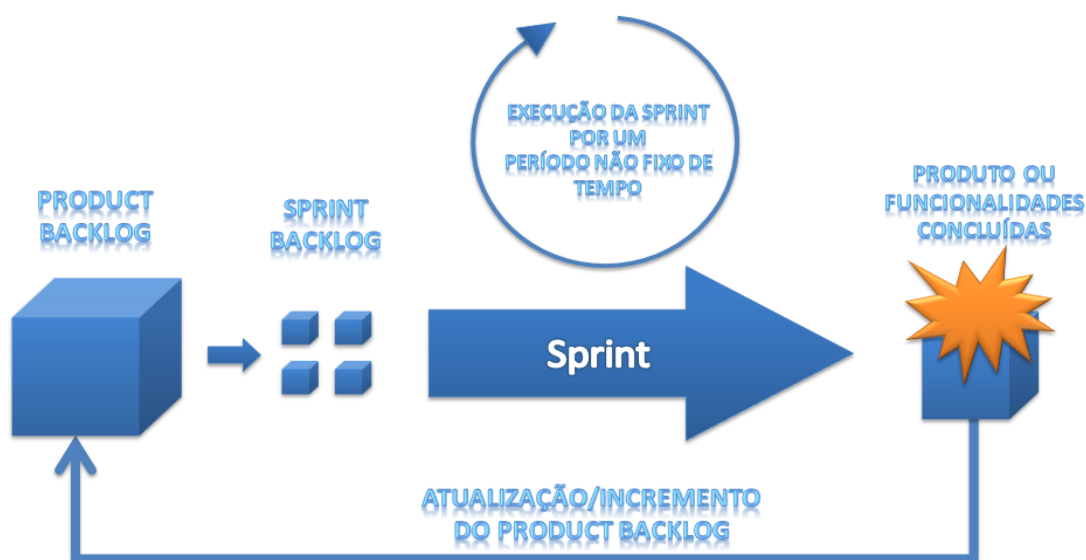 EXECUÇÃO DA SPRINT
POR UM
PERÍODO NÃO FIXO DE
TEMPO
PRODUCT
BACKLOG
SPRINT
BACKLOG
PRODUTO OU
FUNCIONALIDADES
CONCLUÍDAS
Sprint
ATUALIZAÇÃO/INCREMENTO
DO PRODUCT BACKLOG